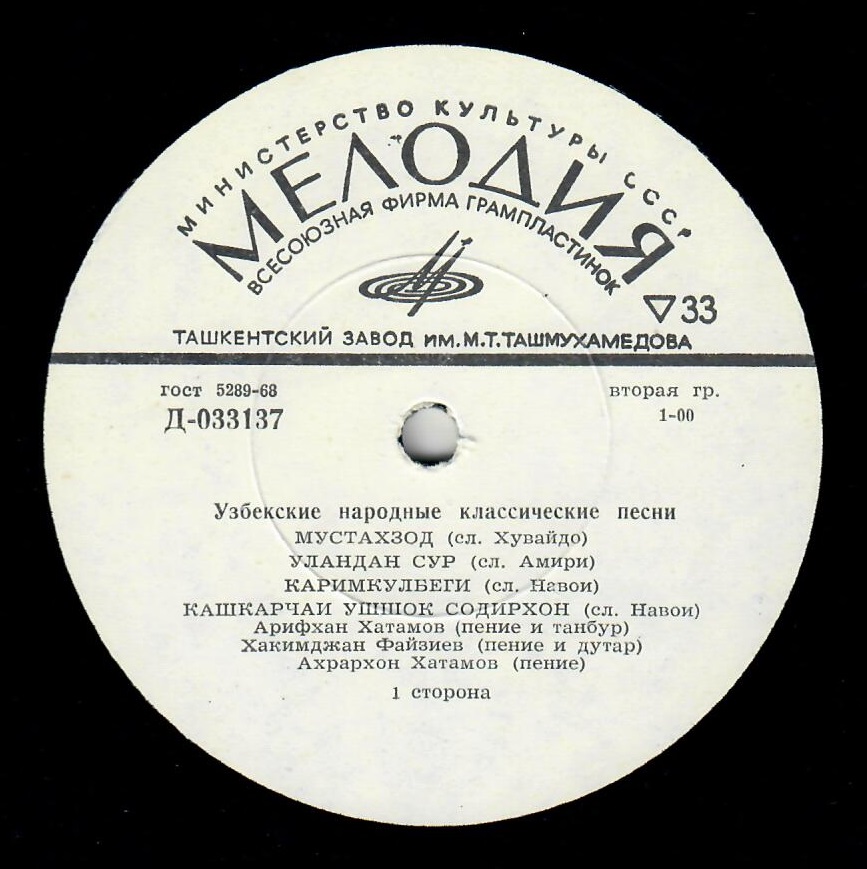 МИНИСТЕРСТВО КУЛЬТУРЫ СССР
МЕЛОДИЯ
ВСЕСОЮЗНАЯ ФИРМА ГРАМПЛАСТИНОК
▽33
ТАШКЕНТСКИЙ ЗАВОД им. М.Т.ТАШМУХАМЕДОВА
гост 5289-68
вторая гр.
Д-033137
1-00
Узбекские народные классические песни
МУСТАХЗОД (сл. Хувайдо)
УЛАНДАН СУР (сл. Амири)
КАРИМКУЛБЕГИ (сл. Навои)
КАШКАРЧАИ УШШОК СОДИРХОН (сл. Навои)
Арифхан Хатамов (пение и танбур)
Хакимджан Файзиев (пение и дутар)
Ахрархон Хатамов (пение)
1 сторона